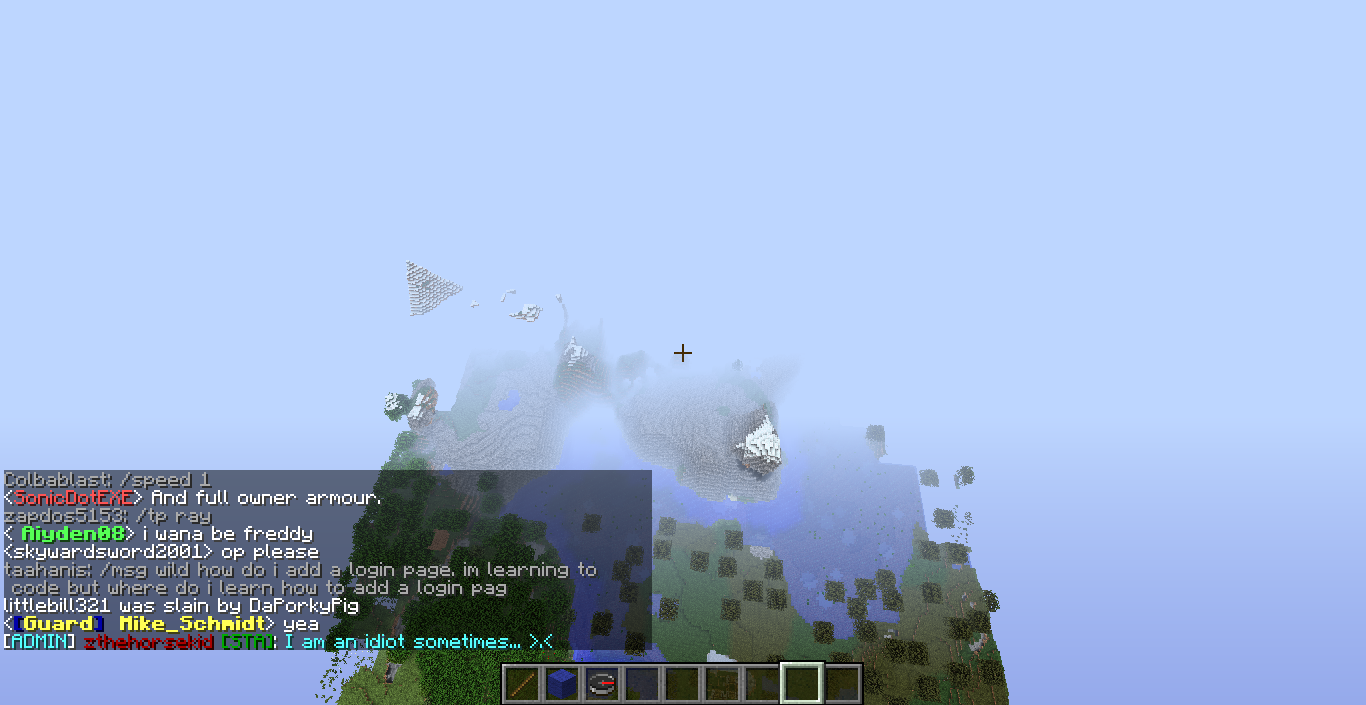 Colbablast: /speed 1
<SonicDotEXE> And full owner armour.
zapdos5153: /tp ray
< Aiyden08> i wana be freddy
<skywardsword2001> op please
taahanis: /msg wild how do i add a login page. im learning to
code but where do i learn how to add a login pag
littlebill321 was slain by DaPorkyPig
<[Guard] Mike_Schmidt> yea
[ADMIN] zthehorsekid [STA]: I am an idiot sometimes... >.<